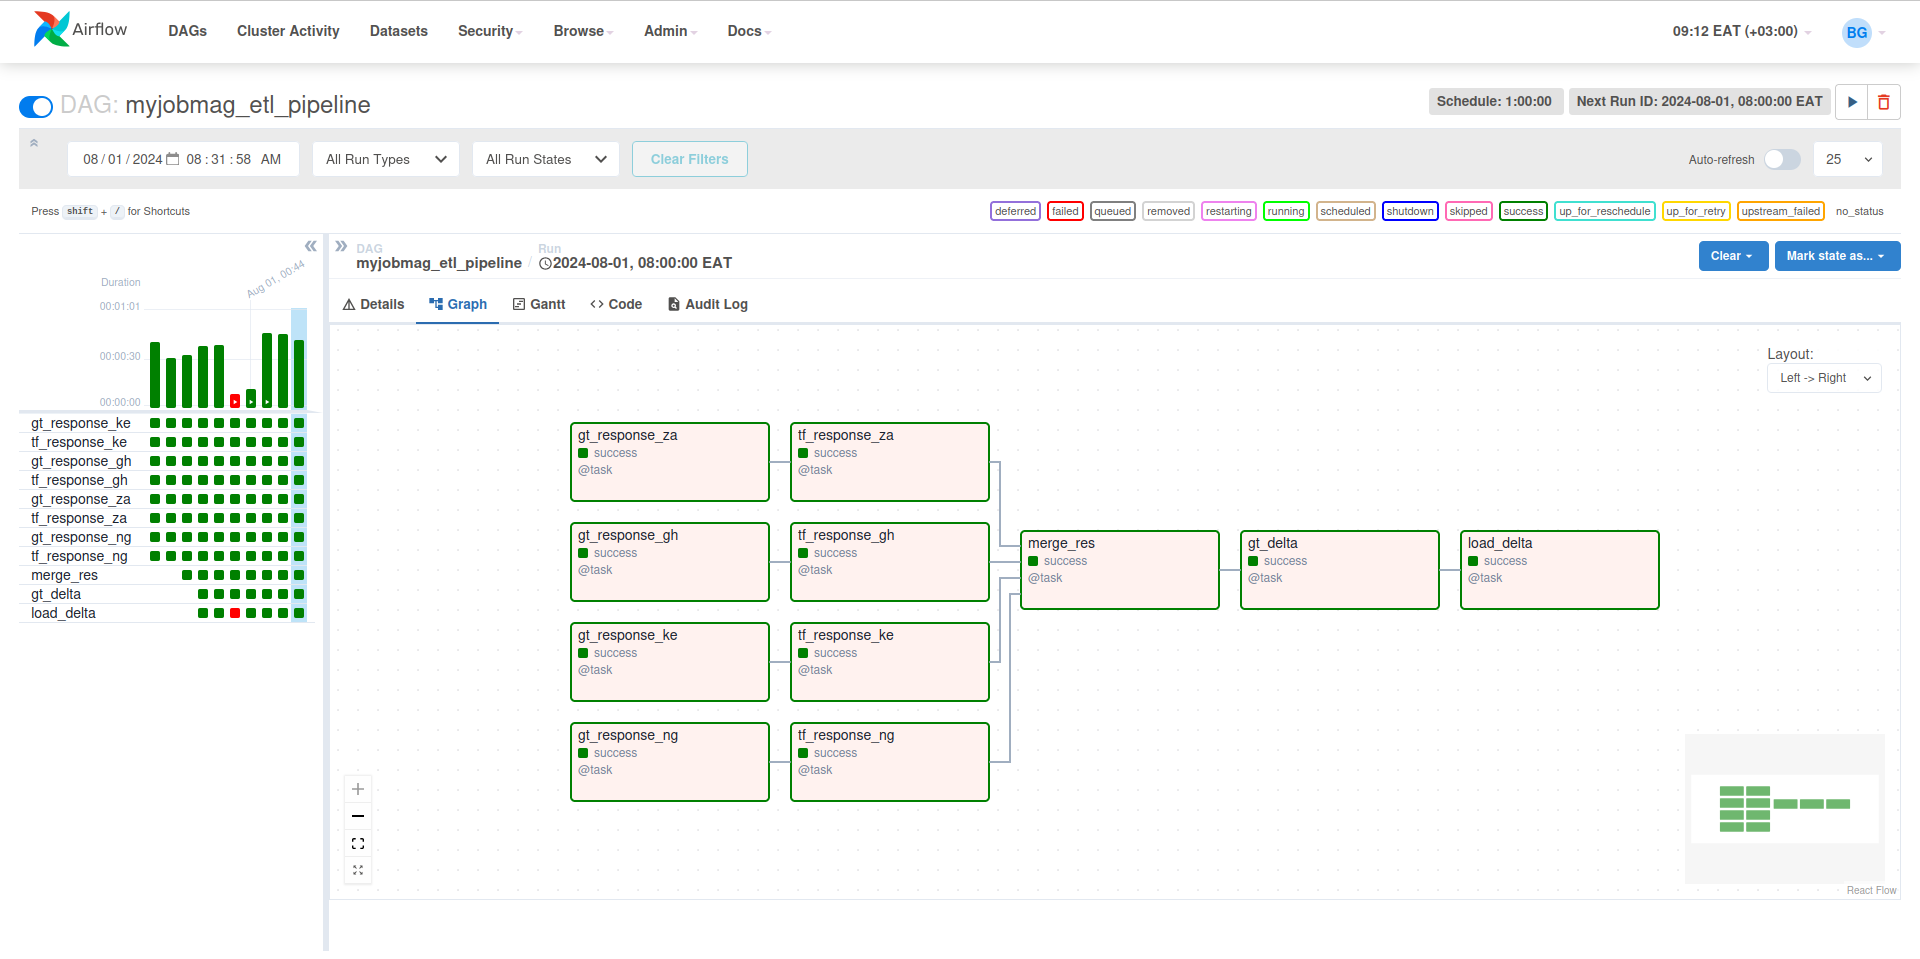 Airflow DAGs Cluster Activity Datasets Security Browse Admin Docs 09:12 EAT (+03:00) BG
DAG: myjobmag_etl_pipeline Schedule: 1:00:00 Next Run ID: 2024-08-01, 08:00:00 EAT
08/01/2024 08:31:58 AM All Run Types All Run States Clear Filters Auto-refresh 25
Press shift + / for Shortcuts deferred failed queued removed restarting running scheduled shutdown skipped success up_for_reschedule up_for_retry upstream_failed no_status
DAG
myjobmag_etl_pipeline
/
Run
2024-08-01, 08:00:00 EAT
Clear Mark state as...
Details Graph Gantt Code Audit Log
Duration
Aug 01, 00:44
00:01:01
00:00:30
00:00:00
gt_response_ke
tf_response_ke
gt_response_gh
tf_response_gh
gt_response_za
tf_response_za
gt_response_ng
tf_response_ng
merge_res
gt_delta
load_delta
Layout:
Left -> Right
gt_response_za
success
@task
tf_response_za
success
@task
gt_response_gh
success
@task
tf_response_gh
success
@task
gt_response_ke
success
@task
tf_response_ke
success
@task
gt_response_ng
success
@task
tf_response_ng
success
@task
merge_res
success
@task
gt_delta
success
@task
load_delta
success
@task
React Flow